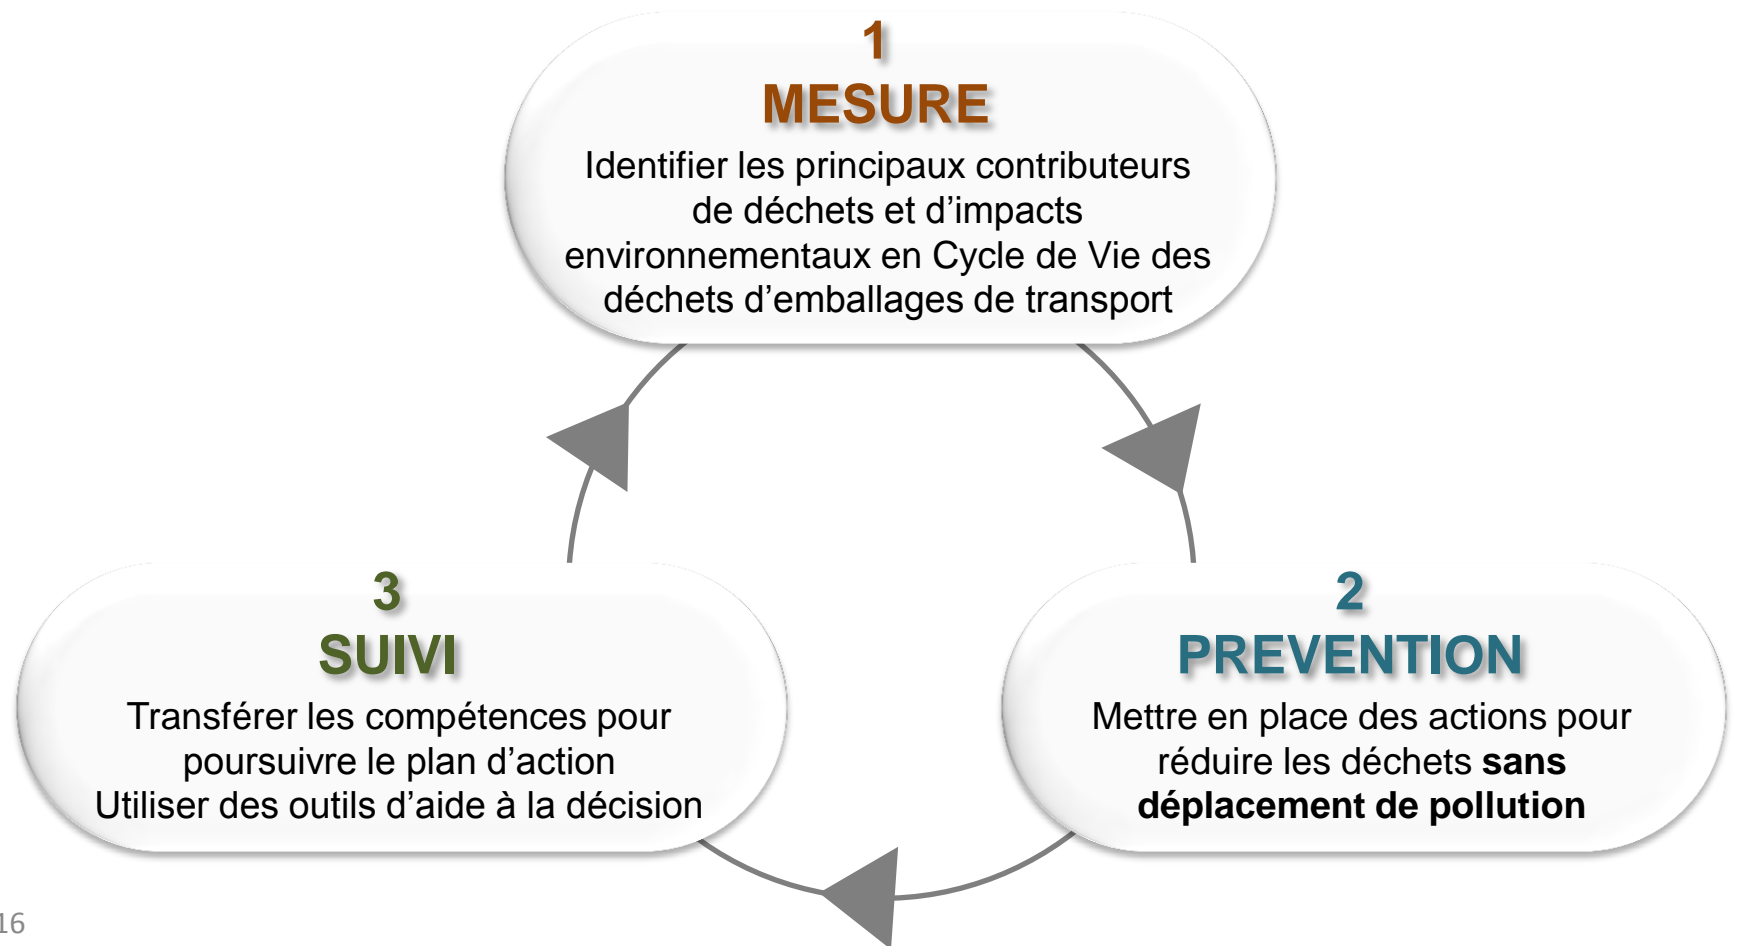 1
MESURE
Identifier les principaux contributeurs
de déchets et d’impacts
environnementaux en Cycle de Vie des
déchets d’emballages de transport
2
PREVENTION
Mettre en place des actions pour
réduire les déchets sans
déplacement de pollution
3
SUIVI
Transférer les compétences pour
poursuivre le plan d’action
Utiliser des outils d’aide à la décision
16